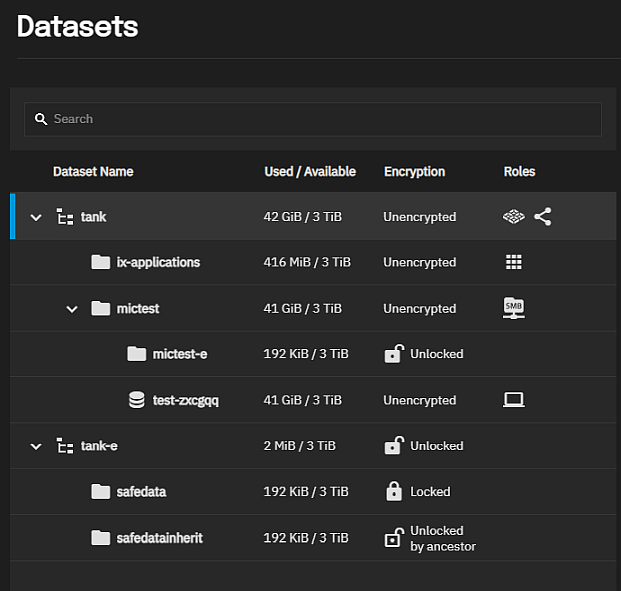 Datasets
Search
Dataset Name Used / Available Encryption Roles
tank 42 GiB / 3 TiB Unencrypted
ix-applications 416 MiB / 3 TiB Unencrypted
mictest 41 GiB / 3 TiB Unencrypted SMB
mictest-e 192 KiB / 3 TiB Unlocked
test-zxcgqq 41 GiB / 3 TiB Unencrypted
tank-e 2 MiB / 3 TiB Unlocked
safedata 192 KiB / 3 TiB Locked
safedatainherit 192 KiB / 3 TiB Unlocked
by ancestor